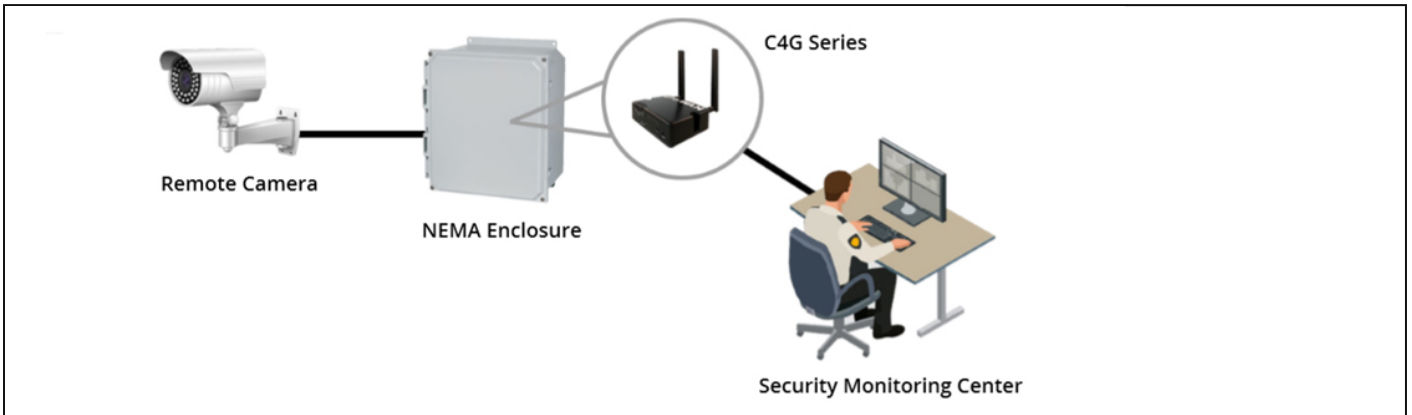 C4G Series
Remote Camera
NEMA Enclosure
Security Monitoring Center